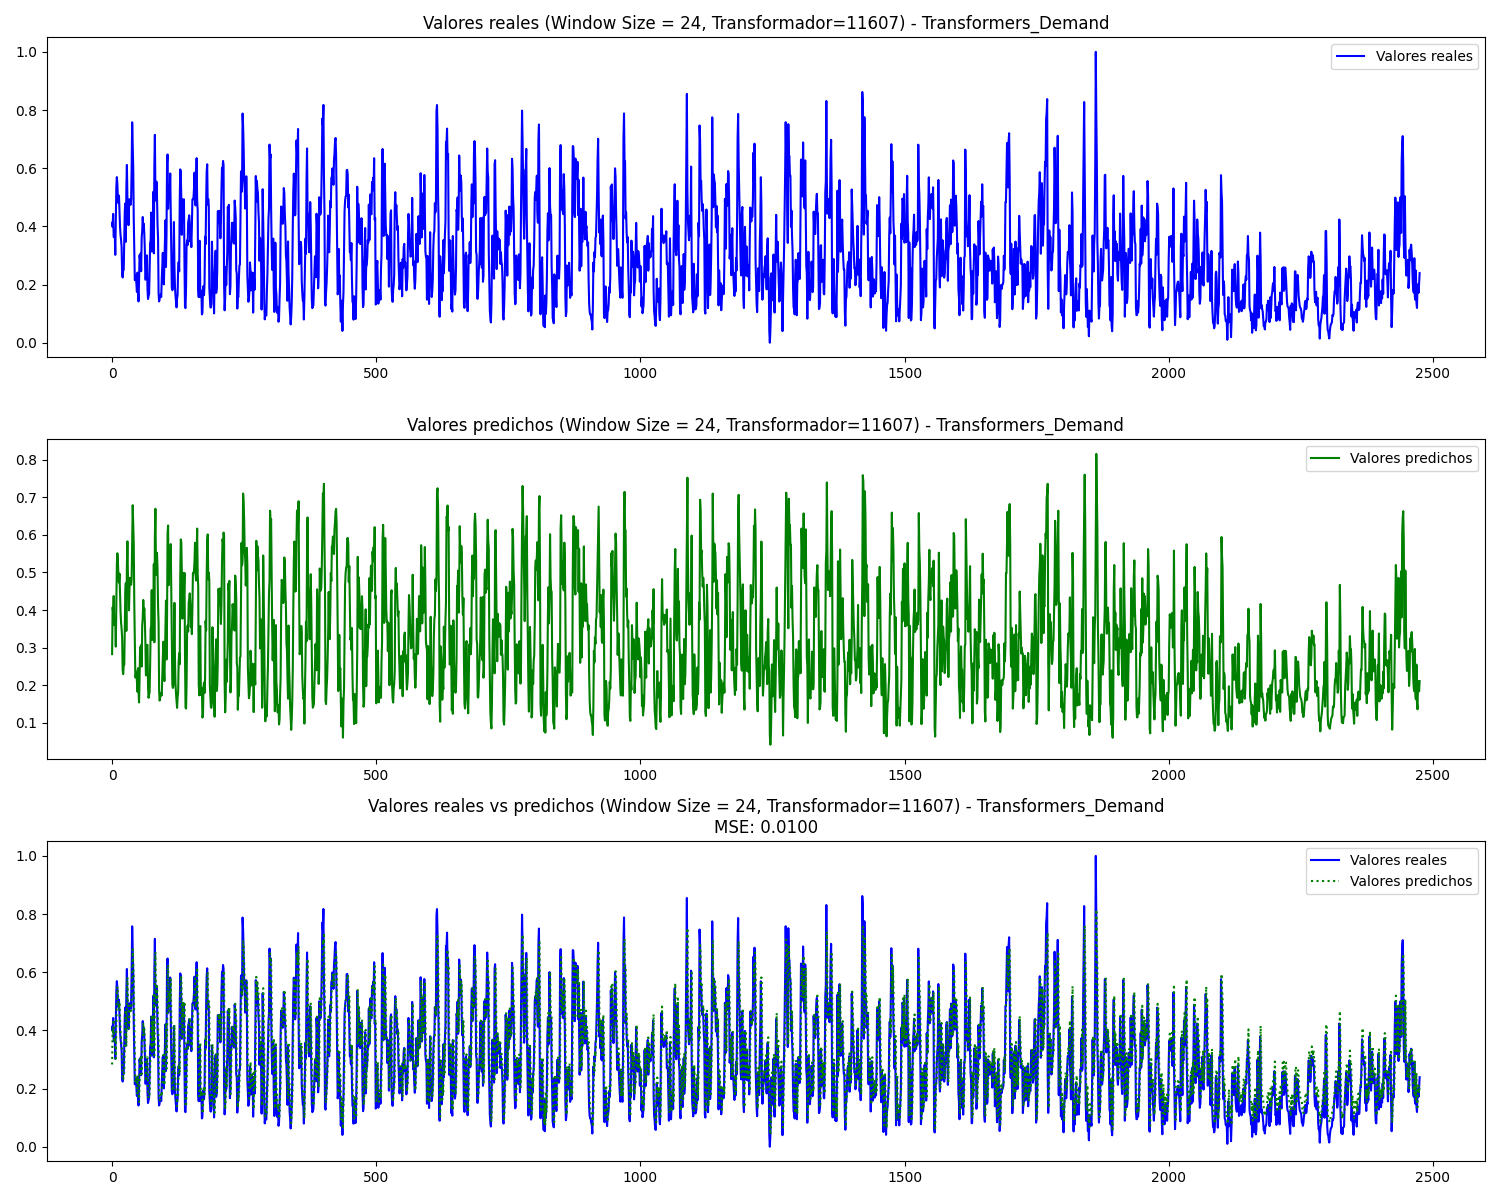 Valores reales (Window Size = 24, Transformador=11607) - Transformers_Demand
Valores reales
1.0
0.8
0.6
0.4
0.2
0.0
0 500 1000 1500 2000 2500
Valores predichos (Window Size = 24, Transformador=11607) - Transformers_Demand
Valores predichos
0.8
0.7
0.6
0.5
0.4
0.3
0.2
0.1
0 500 1000 1500 2000 2500
Valores reales vs predichos (Window Size = 24, Transformador=11607) - Transformers_Demand
MSE: 0.0100
Valores reales
Valores predichos
1.0
0.8
0.6
0.4
0.2
0.0
0 500 1000 1500 2000 2500